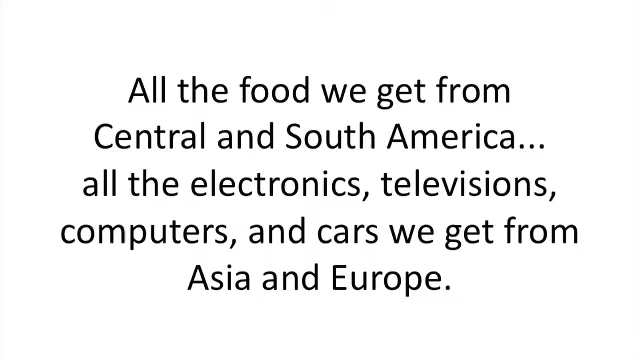 All the food we get from
Central and South America...
all the electronics, televisions,
computers, and cars we get from
Asia and Europe.